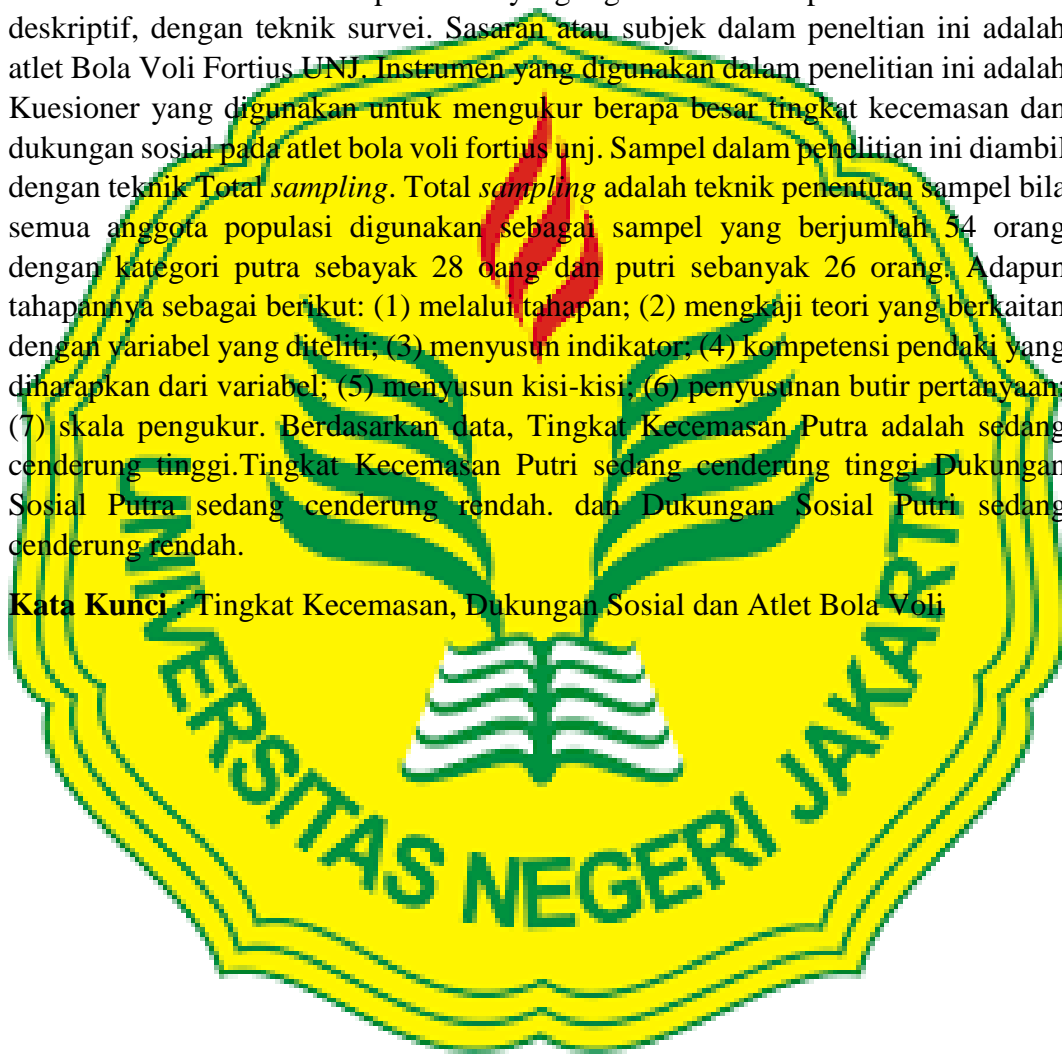 deskriptif, dengan teknik survei. Sasaran atau subjek dalam peneltian ini adalah
atlet Bola Voli Fortius UNJ. Instrumen yang digunakan dalam penelitian ini adalah
Kuesioner yang digunakan untuk mengukur berapa besar tingkat kecemasan dan
dukungan sosial pada atlet bola voli fortius unj. Sampel dalam penelitian ini diambil
dengan teknik Total sampling. Total sampling adalah teknik penentuan sampel bila
semua anggota populasi digunakan sebagai sampel yang berjumlah 54 orang
dengan kategori putra sebayak 28 oang dan putri sebanyak 26 orang. Adapun
tahapannya sebagai berikut: (1) melalui tahapan; (2) mengkaji teori yang berkaitan
dengan variabel yang diteliti; (3) menyusun indikator; (4) kompetensi pendaki yang
diharapkan dari variabel; (5) menyusun kisi-kisi; (6) penyusunan butir pertanyaan;
(7) skala pengukur. Berdasarkan data, Tingkat Kecemasan Putra adalah sedang
cenderung tinggi.Tingkat Kecemasan Putri sedang cenderung tinggi Dukungan
Sosial Putra sedang cenderung rendah. dan Dukungan Sosial Putri sedang
cenderung rendah.
Kata Kunci : Tingkat Kecemasan, Dukungan Sosial dan Atlet Bola Voli
UNIVERSITAS NEGERI JAKARTA